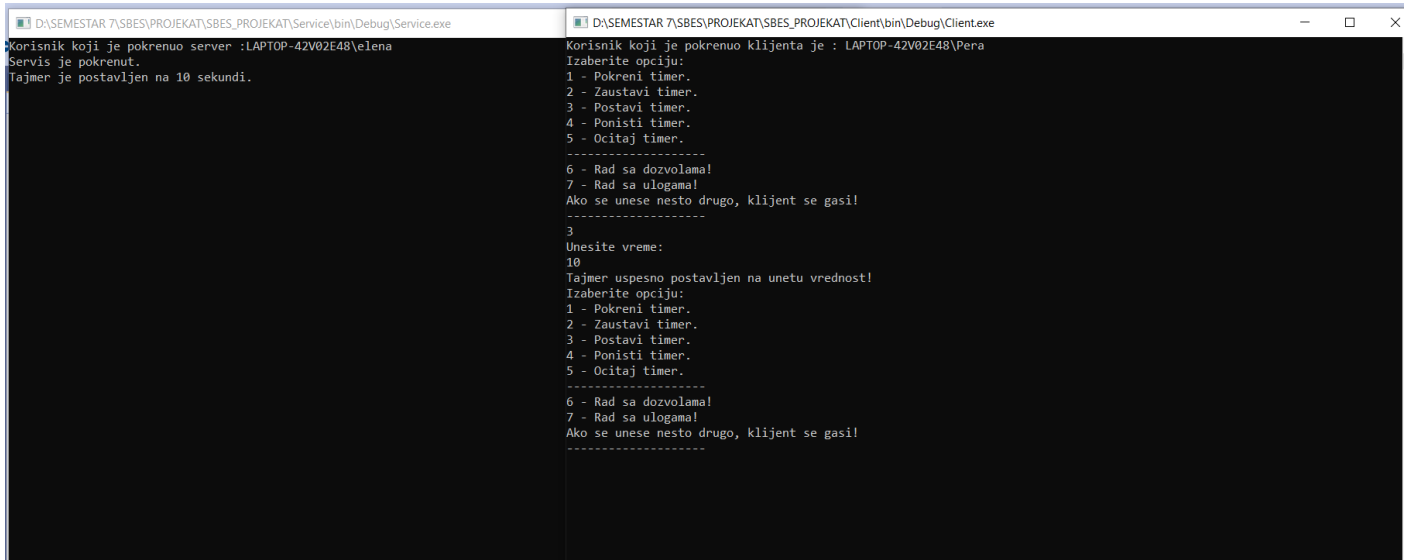 D:\SEMESTAR 7\SBES\PROJEKAT\SBES_PROJEKAT\Service\bin\Debug\Service.exe
Korisnik koji je pokrenuo server :LAPTOP-42V02E48\elena
Servis je pokrenut.
Tajmer je postavljen na 10 sekundi.
D:\SEMESTAR 7\SBES\PROJEKAT\SBES_PROJEKAT\Client\bin\Debug\Client.exe
Korisnik koji je pokrenuo klijenta je : LAPTOP-42V02E48\Pera
Izaberite opciju:
1 - Pokreni timer.
2 - Zaustavi timer.
3 - Postavi timer.
4 - Ponisti timer.
5 - Ocitaj timer.
--------------------
6 - Rad sa dozvolama!
7 - Rad sa ulogama!
Ako se unese nesto drugo, klijent se gasi!
--------------------
3
Unesite vreme:
10
Tajmer uspesno postavljen na unetu vrednost!
Izaberite opciju:
1 - Pokreni timer.
2 - Zaustavi timer.
3 - Postavi timer.
4 - Ponisti timer.
5 - Ocitaj timer.
--------------------
6 - Rad sa dozvolama!
7 - Rad sa ulogama!
Ako se unese nesto drugo, klijent se gasi!
--------------------